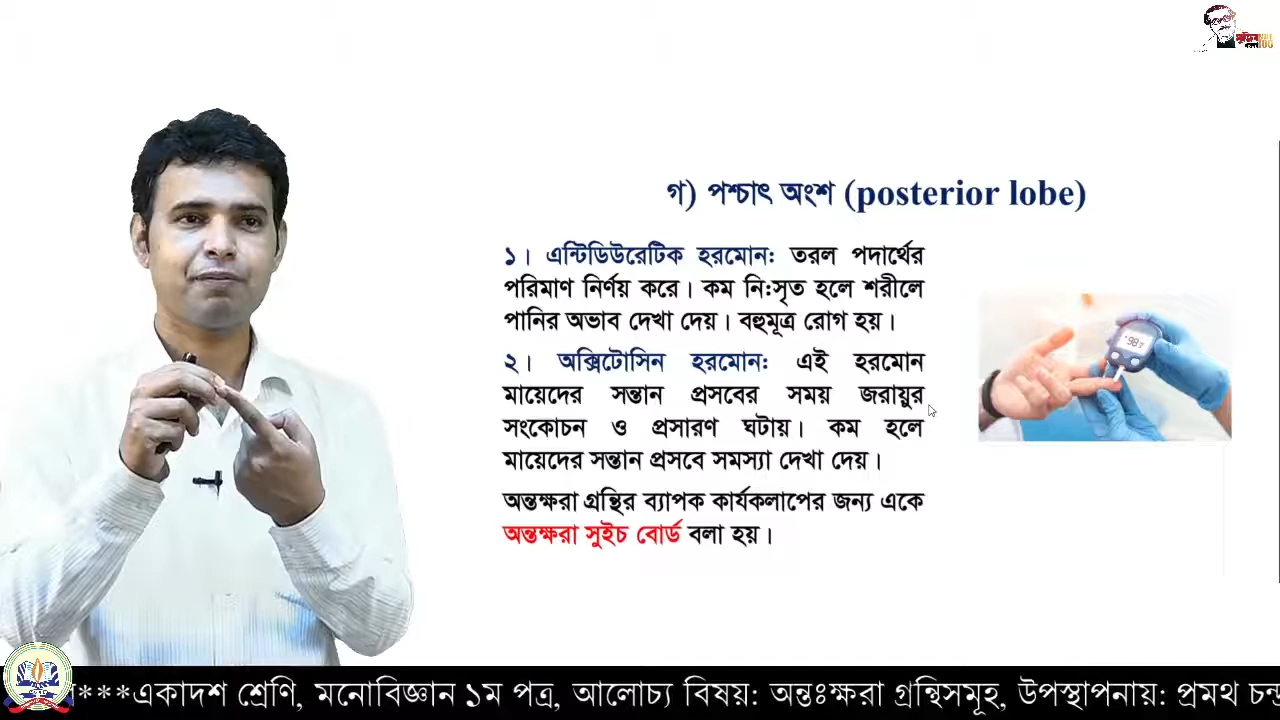 গ) পশ্চাৎ অংশ (posterior lobe)
১। এন্টিডিউরেটিক হরমোন: তরল পদার্থের
পরিমাণ নির্ণয় করে। কম নি:সৃত হলে শরীলে
পানির অভাব দেখা দেয়। বহুমূত্র রোগ হয়।
২। অক্সিটোসিন হরমোন: এই হরমোন
মায়েদের সন্তান প্রসবের সময় জরায়ুর
সংকোচন ও প্রসারণ ঘটায়। কম হলে
মায়েদের সন্তান প্রসবে সমস্যা দেখা দেয়।
অন্তক্ষরা গ্রন্থির ব্যাপক কার্যকলাপের জন্য একে
অন্তক্ষরা সুইচ বোর্ড বলা হয়।
98
***একাদশ শ্রেণি, মনোবিজ্ঞান ১ম পত্র, আলোচ্য বিষয়: অন্তঃক্ষরা গ্রন্থিসমূহ, উপস্থাপনায়: প্রমথ চন্দ্র